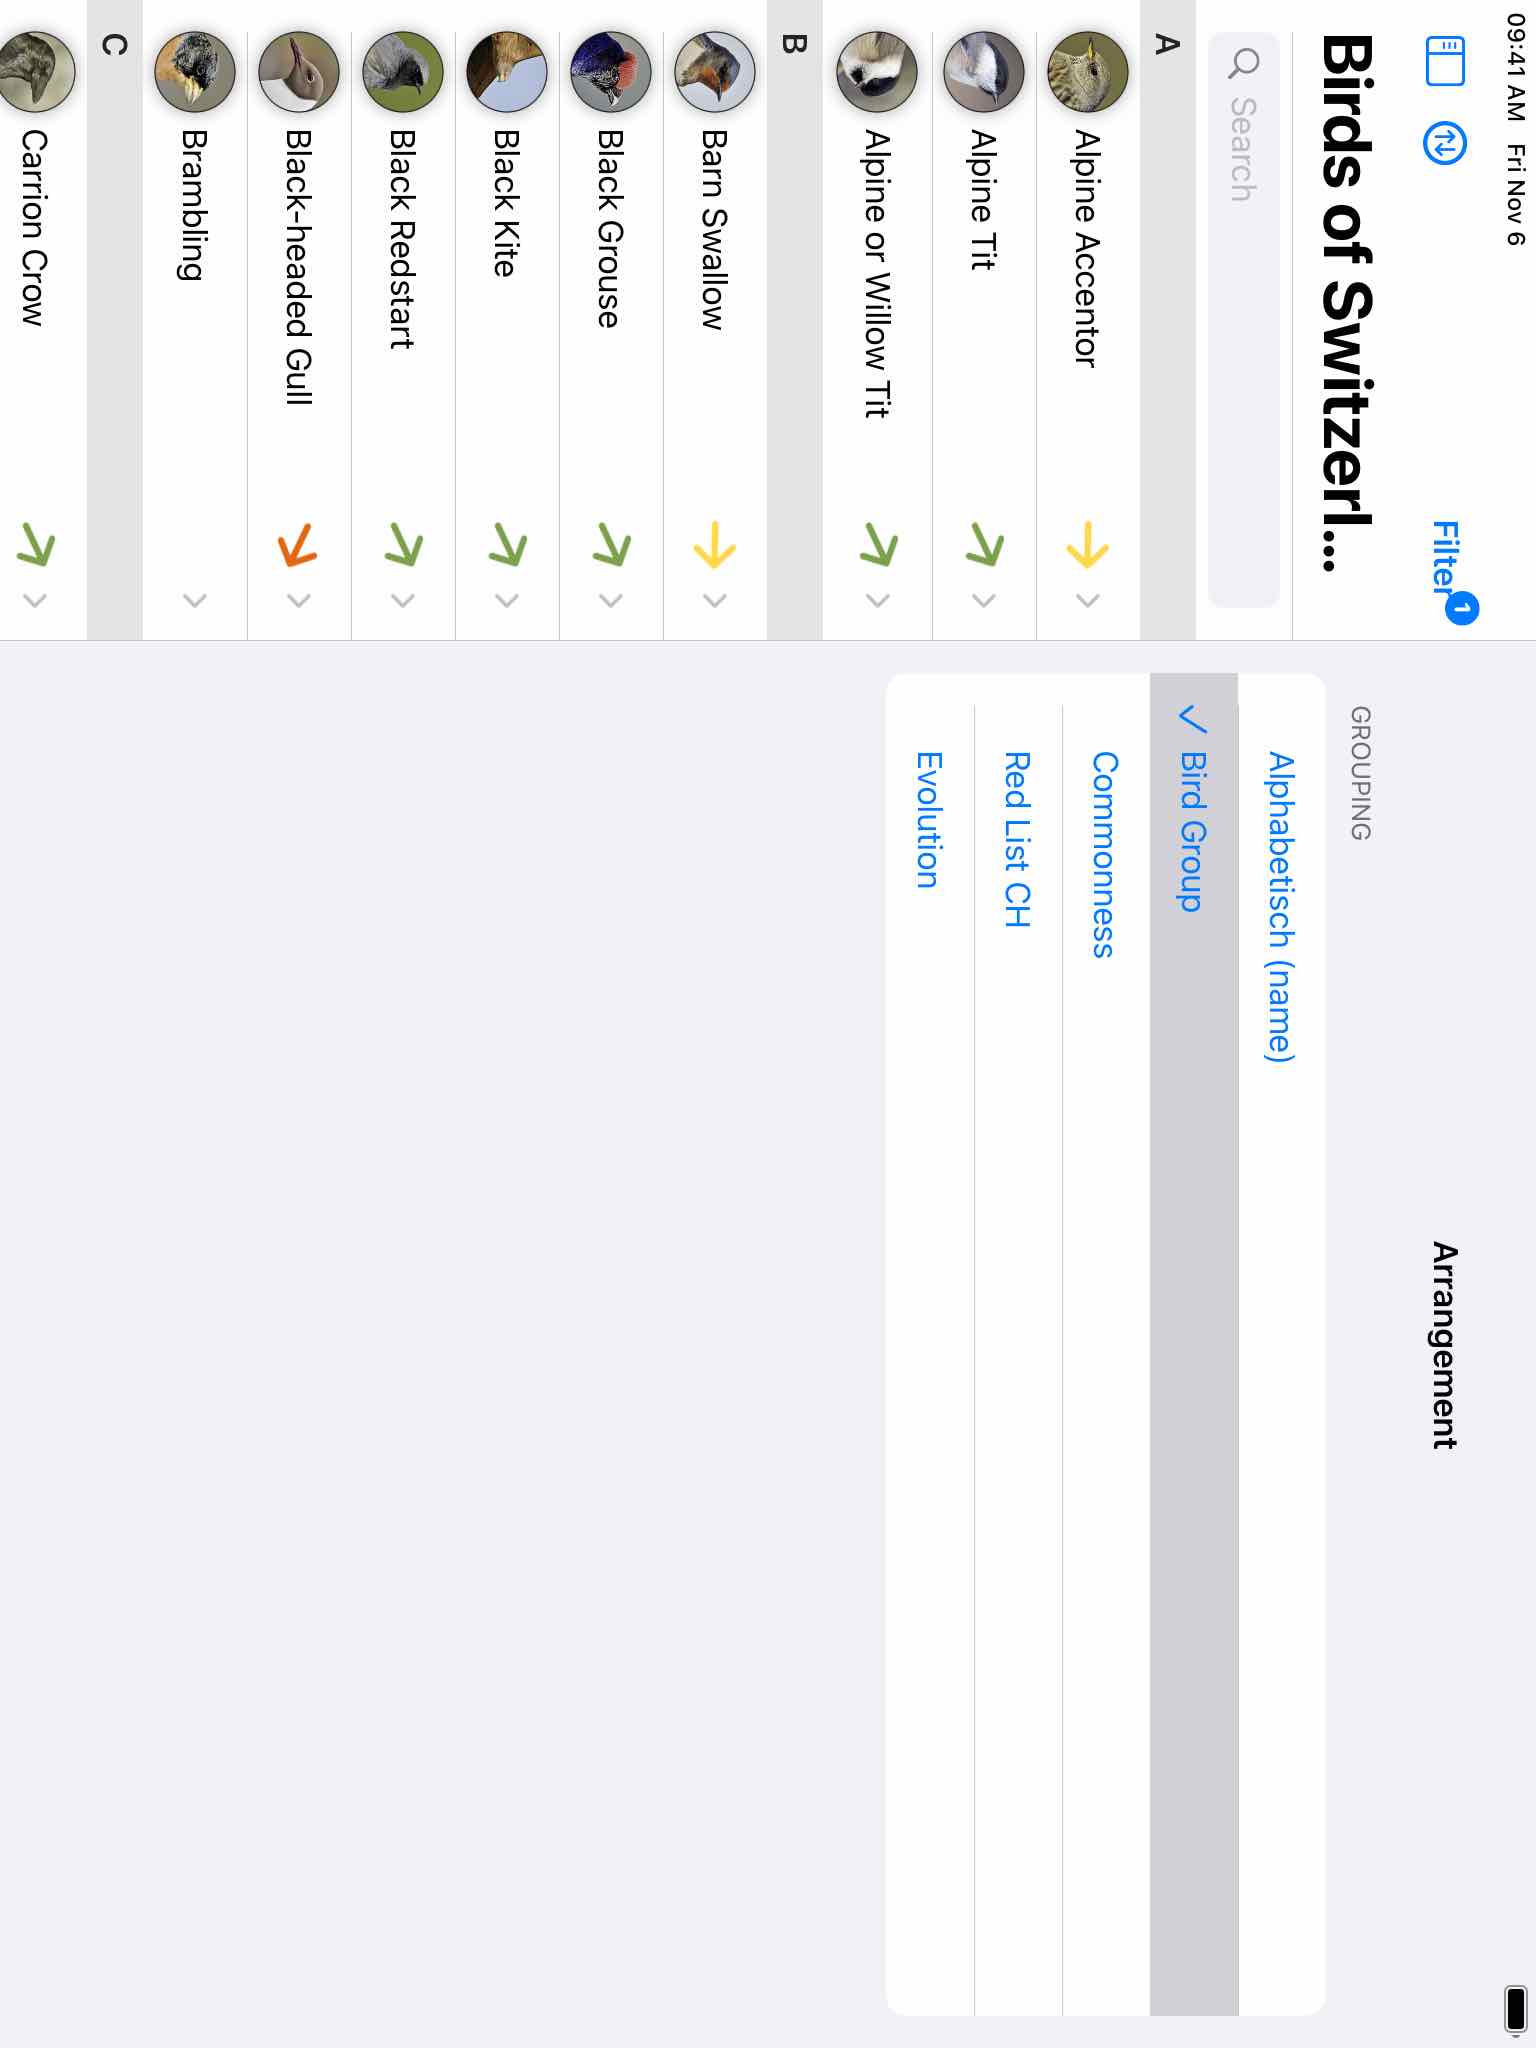 09:41 AM Fri Nov 6
Filter 1
Birds of Switzerl...
Search
A
Alpine Accentor
Alpine Tit
Alpine or Willow Tit
B
Barn Swallow
Black Grouse
Black Kite
Black Redstart
Black-headed Gull
Brambling
C
Carrion Crow
Arrangement
GROUPING
Alphabetisch (name)
Bird Group
Commonness
Red List CH
Evolution